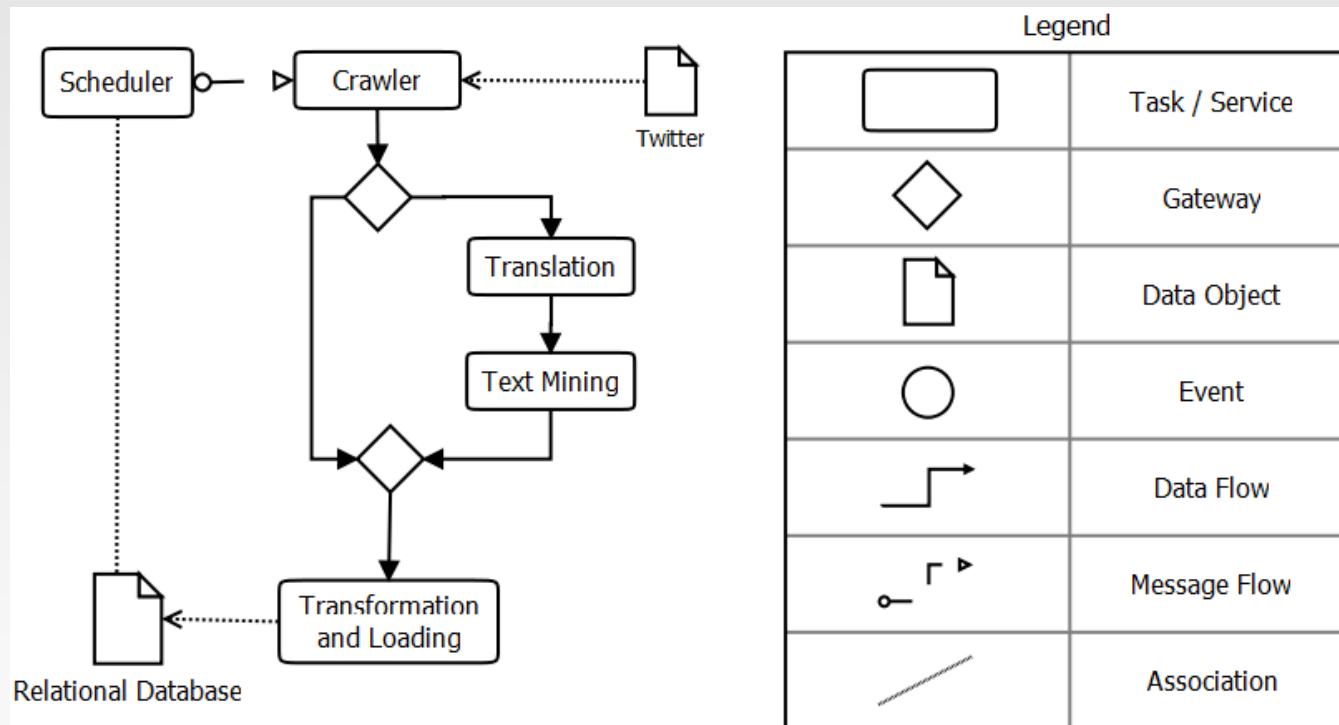 Scheduler
Crawler
Twitter
Translation
Text Mining
Transformation
and Loading
Relational Database
Legend
Task / Service
Gateway
Data Object
Event
Data Flow
Message Flow
Association